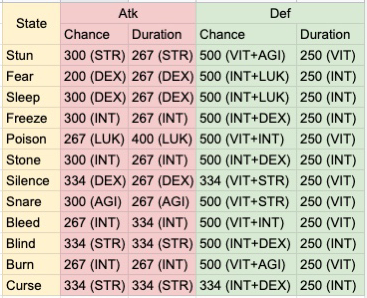 State Atk Def
Chance Duration Chance Duration
Stun 300 (STR) 267 (STR) 500 (VIT+AGI) 250 (VIT)
Fear 200 (DEX) 267 (DEX) 500 (INT+LUK) 250 (INT)
Sleep 300 (DEX) 267 (DEX) 500 (INT+LUK) 250 (INT)
Freeze 300 (INT) 267 (INT) 500 (INT+DEX) 250 (INT)
Poison 267 (LUK) 400 (LUK) 500 (VIT+INT) 250 (VIT)
Stone 300 (INT) 267 (INT) 500 (INT+DEX) 250 (INT)
Silence 334 (DEX) 267 (DEX) 334 (VIT+STR) 250 (VIT)
Snare 300 (AGI) 267 (AGI) 500 (VIT+STR) 250 (VIT)
Bleed 267 (INT) 334 (INT) 500 (VIT+INT) 250 (VIT)
Blind 334 (STR) 334 (STR) 500 (INT+DEX) 250 (INT)
Burn 267 (INT) 267 (INT) 500 (VIT+AGI) 250 (VIT)
Curse 334 (STR) 334 (STR) 500 (INT+DEX) 250 (INT)